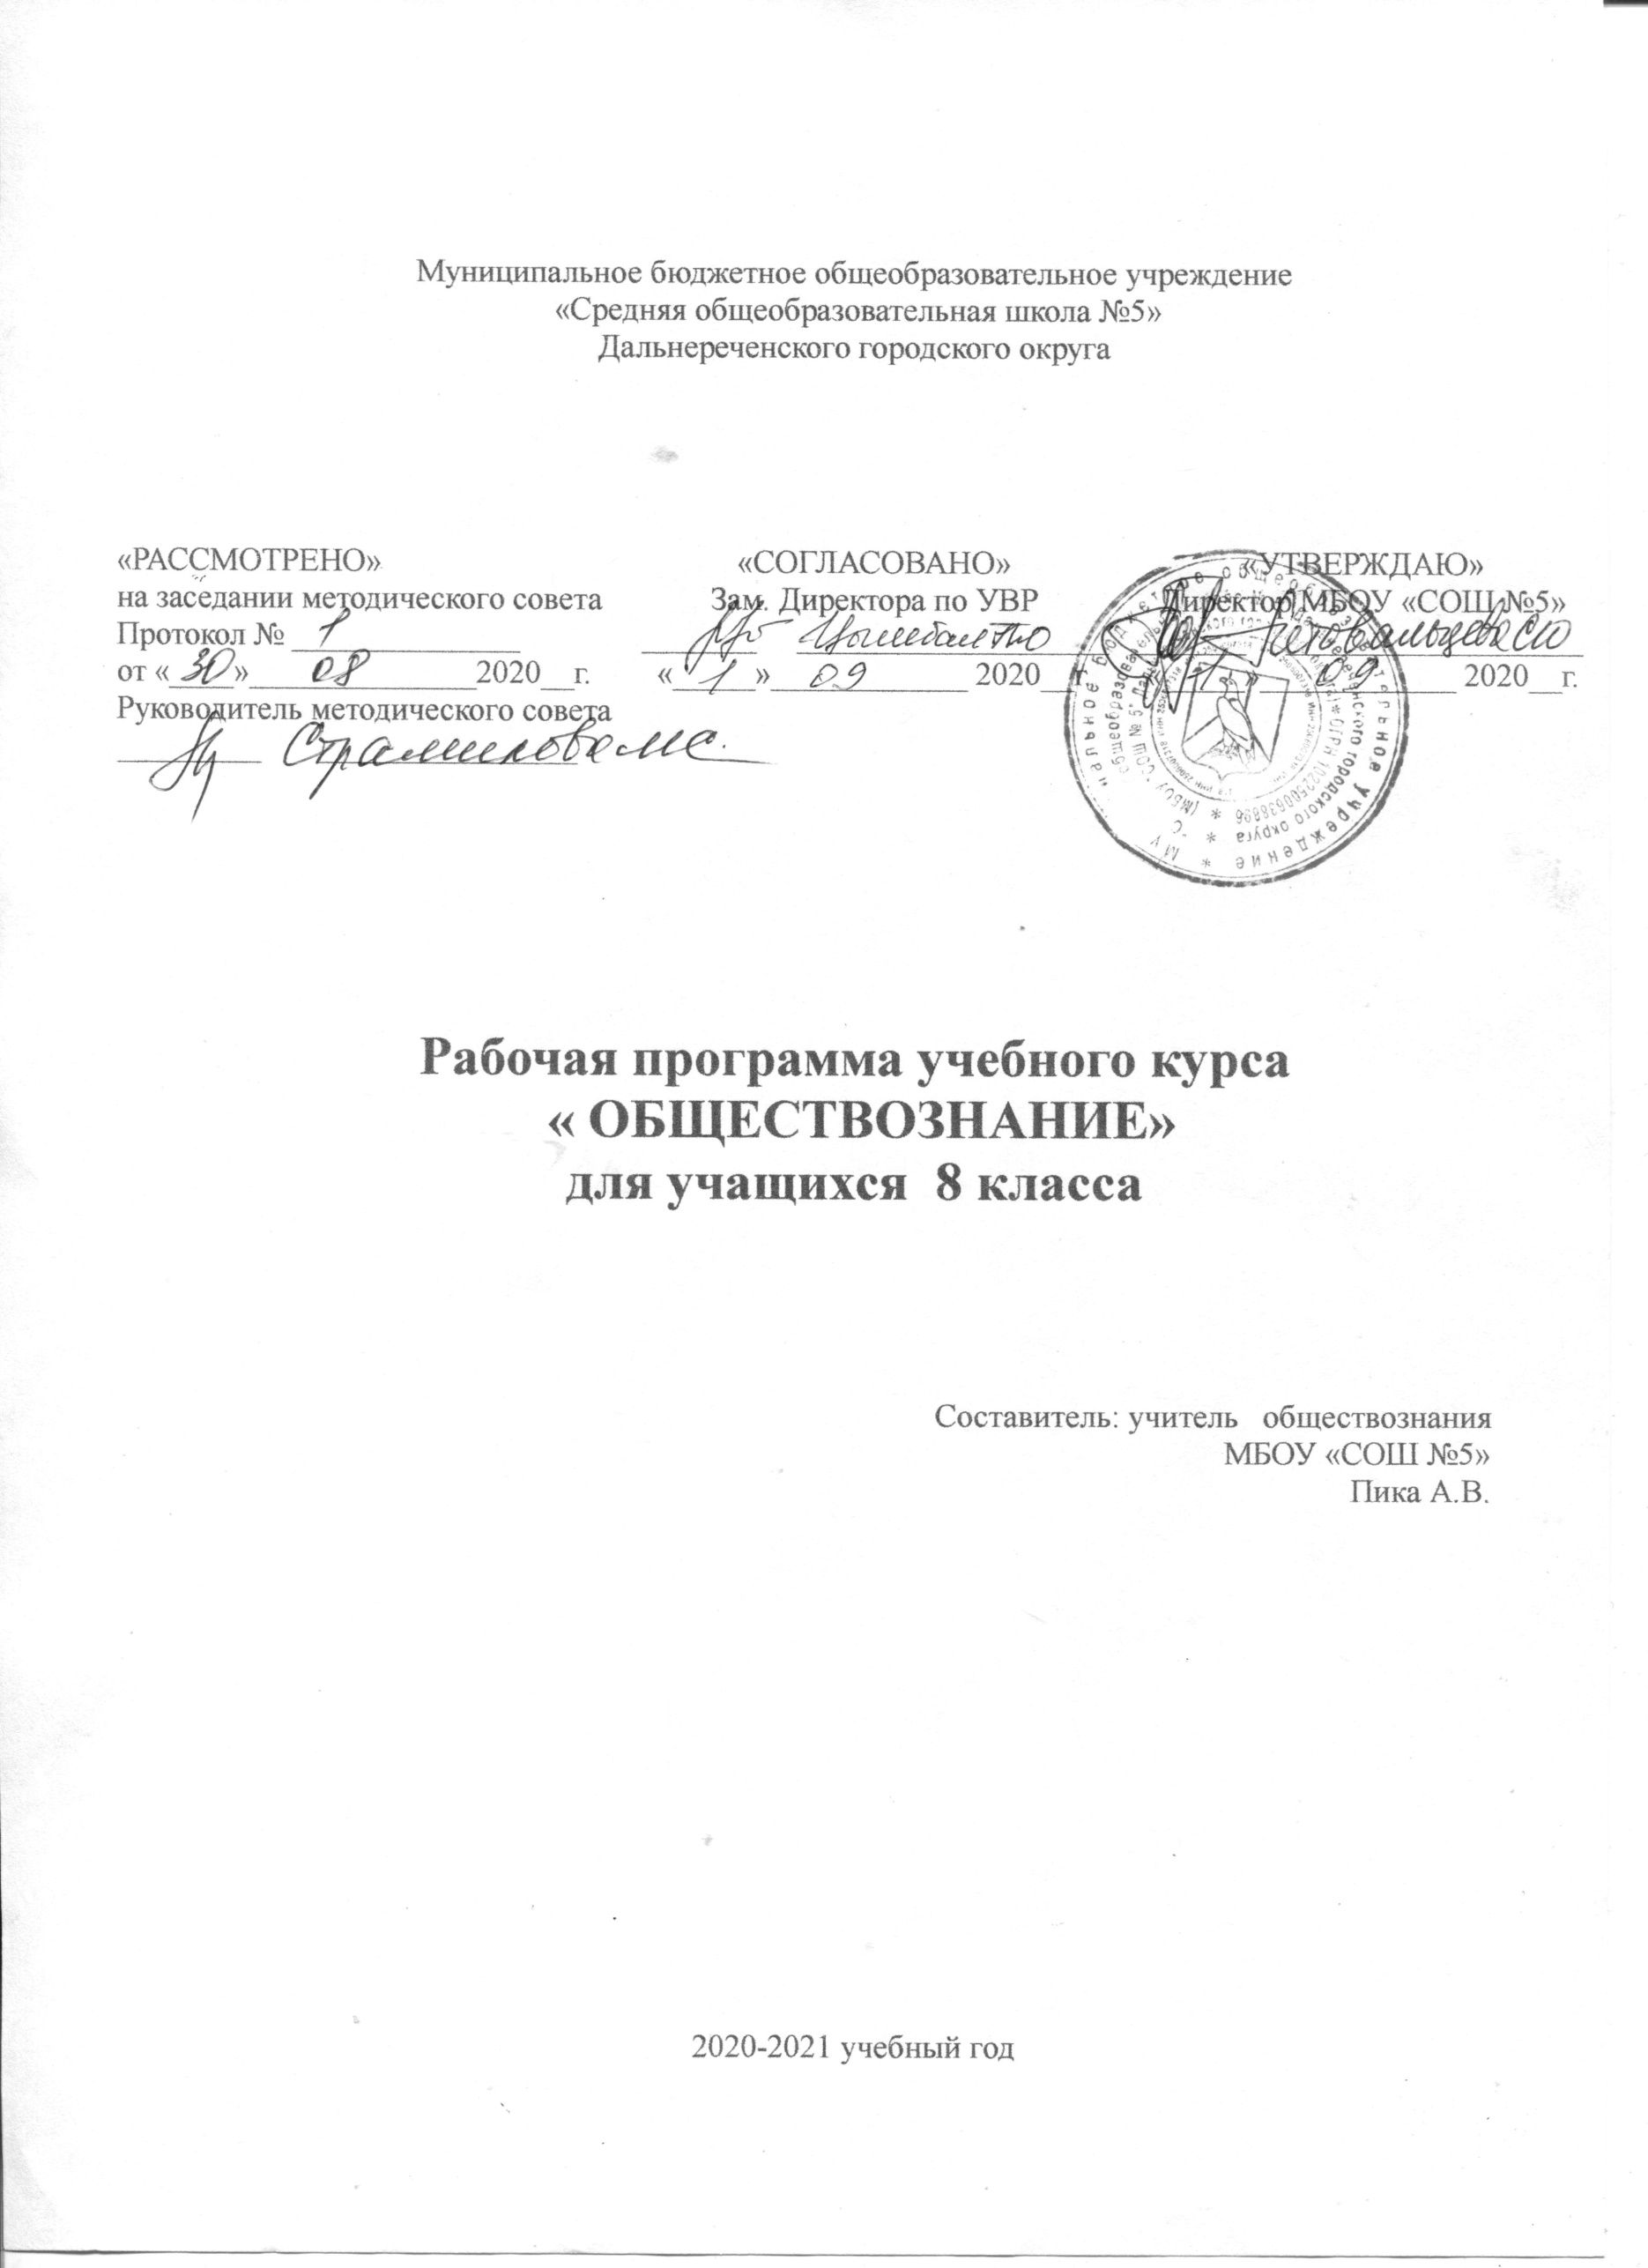 Муниципальное бюджетное общеобразовательное учреждение
«Средняя общеобразовательная школа №5»
Дальнереченского городского округа
«РАССМОТРЕНО»
на заседании методического совета
Протокол № 1
от «30» 08 2020 г.
Руководитель методического совета
«СОГЛАСОВАНО»
Зам. Директора по УВР
«1» 09 2020 г.
«УТВЕРЖДАЮ»
Директор МБОУ «СОШ №5»
«1» 09 2020 г.
Рабочая программа учебного курса
« ОБЩЕСТВОЗНАНИЕ»
для учащихся 8 класса
Составитель: учитель обществознания
МБОУ «СОШ №5»
Пика А.В.
2020-2021 учебный год